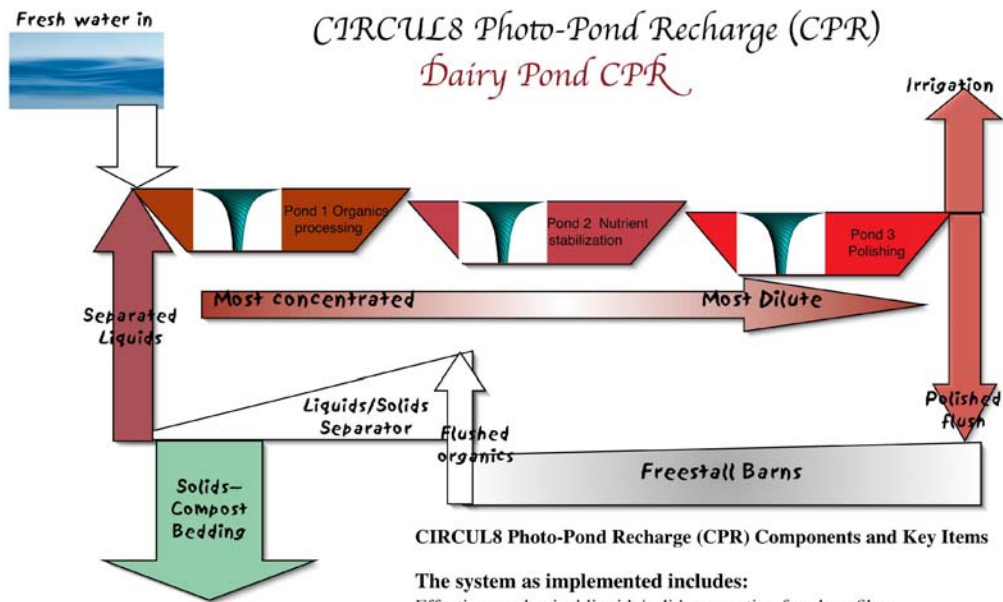 Fresh water in
CIRCUL8 Photo-Pond Recharge (CPR)
Dairy Pond CPR
Irrigation
Pond 1 Organics
processing
Pond 2 Nutrient
stabilization
Pond 3
Polishing
Most concentrated
Most Dilute
Separated
Liquids
Liquids/Solids
Separator
Flushed
organics
Polished
flush
Freestall Barns
Solids—
Compost
Bedding
CIRCUL8 Photo-Pond Recharge (CPR) Components and Key Items
The system as implemented includes: